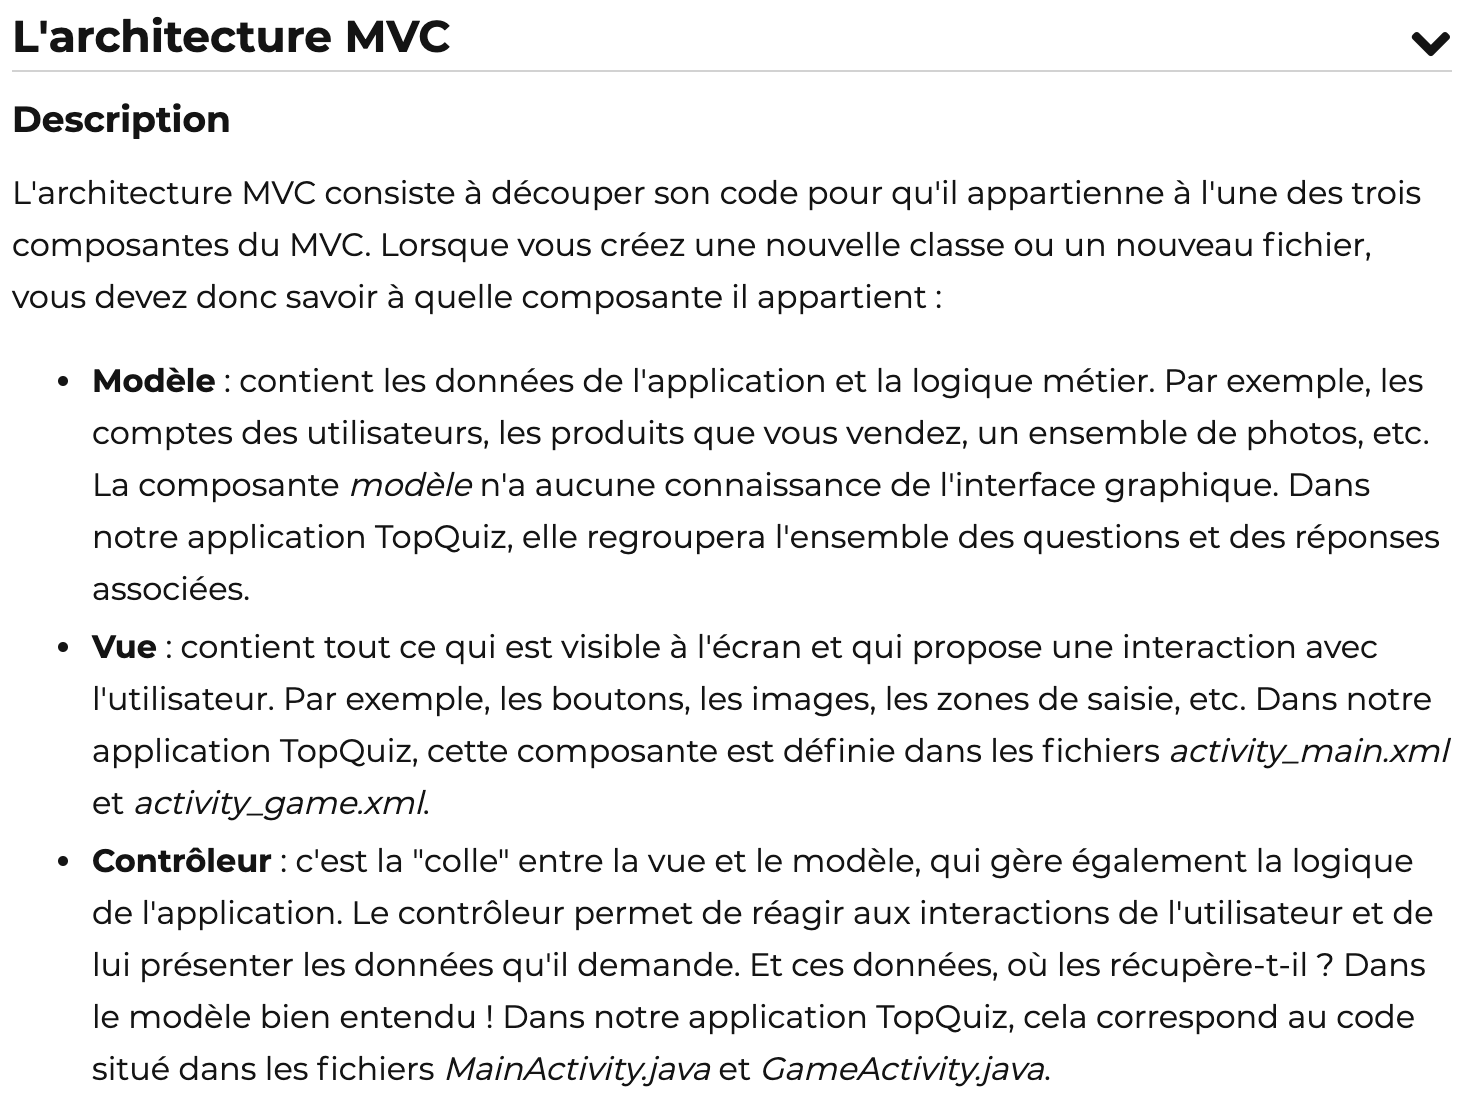 L'architecture MVC
Description
L'architecture MVC consiste à découper son code pour qu'il appartienne à l'une des trois
composantes du MVC. Lorsque vous créez une nouvelle classe ou un nouveau fichier,
vous devez donc savoir à quelle composante il appartient :
• Modèle : contient les données de l'application et la logique métier. Par exemple, les
comptes des utilisateurs, les produits que vous vendez, un ensemble de photos, etc.
La composante modèle n'a aucune connaissance de l'interface graphique. Dans
notre application TopQuiz, elle regroupera l'ensemble des questions et des réponses
associées.
• Vue : contient tout ce qui est visible à l'écran et qui propose une interaction avec
l'utilisateur. Par exemple, les boutons, les images, les zones de saisie, etc. Dans notre
application TopQuiz, cette composante est définie dans les fichiers activity_main.xml
et activity_game.xml.
• Contrôleur : c'est la "colle" entre la vue et le modèle, qui gère également la logique
de l'application. Le contrôleur permet de réagir aux interactions de l'utilisateur et de
lui présenter les données qu'il demande. Et ces données, où les récupère-t-il ? Dans
le modèle bien entendu ! Dans notre application TopQuiz, cela correspond au code
situé dans les fichiers MainActivity.java et GameActivity.java.